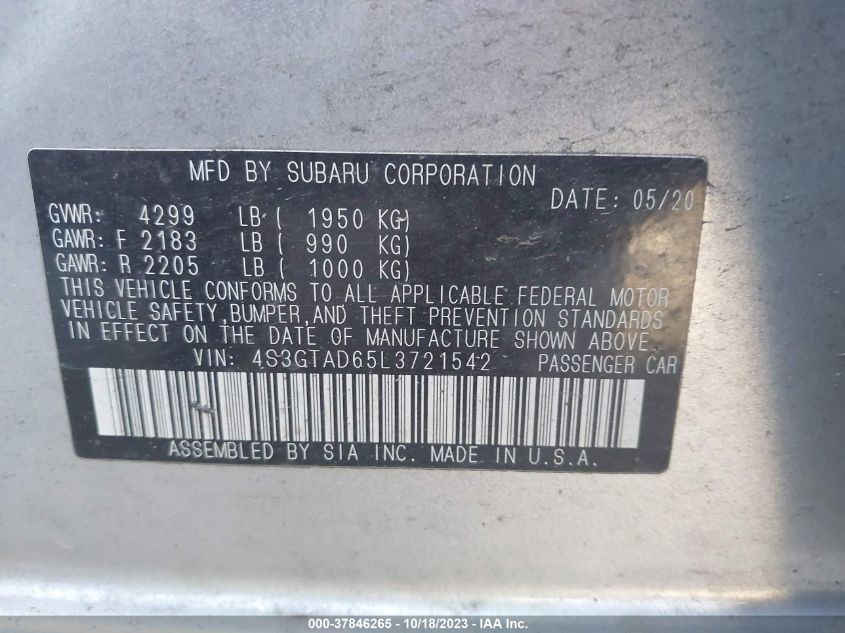 MFD BY SUBARU CORPORATION
DATE: 05/20
GVWR: 4299 LB ( 1950 KG)
GAWR: F 2183 LB ( 990 KG)
GAWR: R 2205 LB ( 1000 KG)
THIS VEHICLE CONFORMS TO ALL APPLICABLE FEDERAL MOTOR
VEHICLE SAFETY, BUMPER, AND THEFT PREVENTION STANDARDS
IN EFFECT ON THE DATE OF MANUFACTURE SHOWN ABOVE.
VIN: 4S3GTAD65L3721542 PASSENGER CAR
ASSEMBLED BY SIA INC. MADE IN U.S.A.
000-37846265 - 10/18/2023 - IAA Inc.